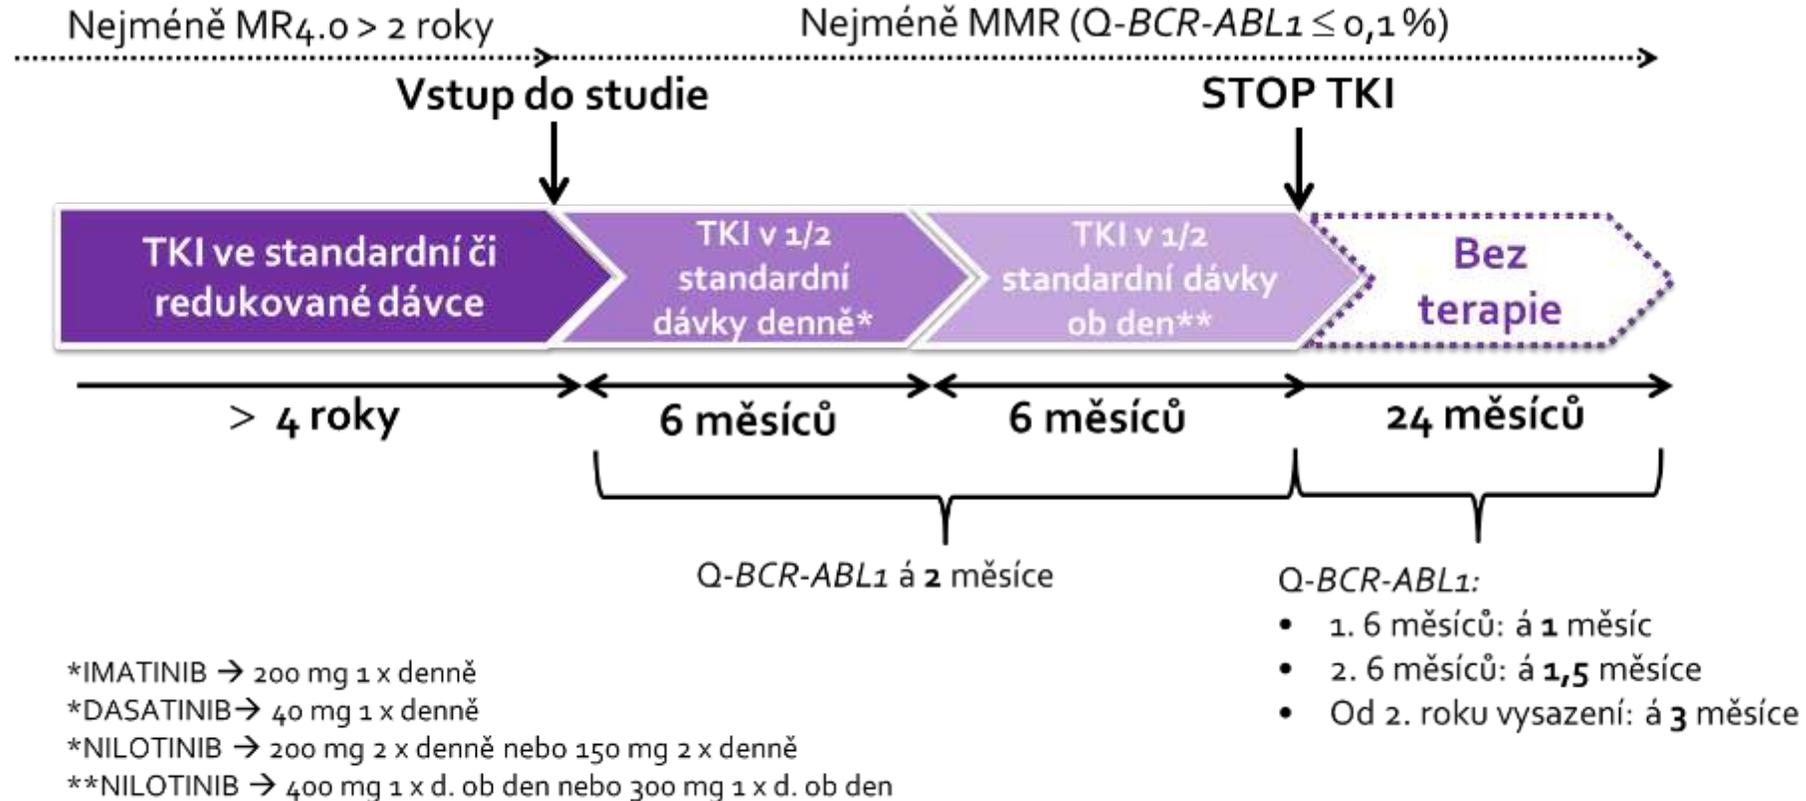 Nejméně MR4.0 > 2 roky
Nejméně MMR (Q-BCR-ABL1 ≤ 0,1%)
Vstup do studie
STOP TKI
TKI ve standardní či
redukované dávce
TKI v 1/2
standardní
dávky denně*
TKI v 1/2
standardní dávky
ob den**
Bez
terapie
> 4 roky
6 měsíců
6 měsíců
24 měsíců
Q-BCR-ABL1 á 2 měsíce
Q-BCR-ABL1:
• 1. 6 měsíců: á 1 měsíc
• 2. 6 měsíců: á 1,5 měsíce
• Od 2. roku vysazení: á 3 měsíce
*IMATINIB → 200 mg 1 x denně
*DASATINIB → 40 mg 1 x denně
*NILOTINIB → 200 mg 2 x denně nebo 150 mg 2 x denně
**NILOTINIB → 400 mg 1 x d. ob den nebo 300 mg 1 x d. ob den